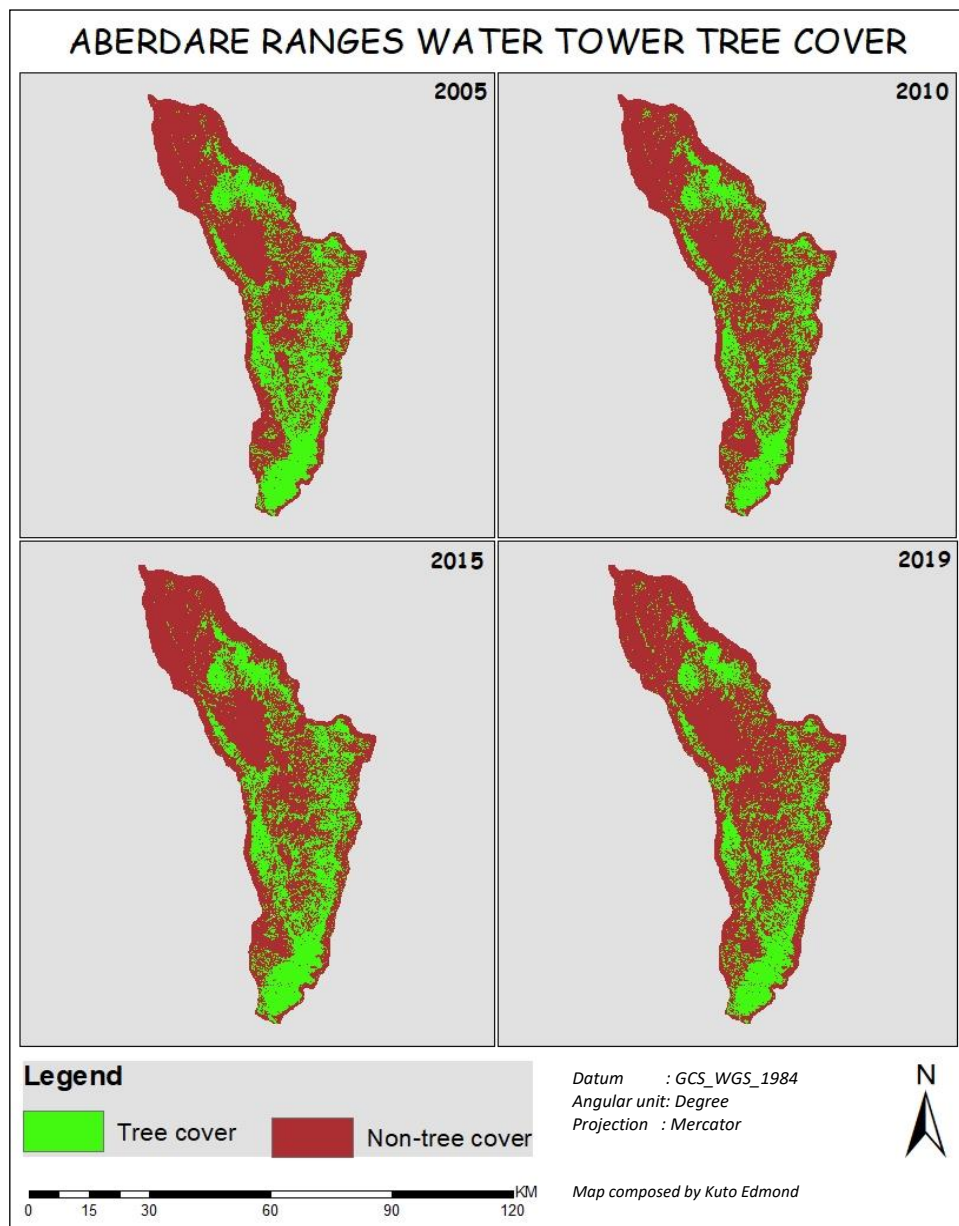 ABERDARE RANGES WATER TOWER TREE COVER
2005
2010
2015
2019
Legend
Tree cover
Non-tree cover
Datum : GCS_WGS_1984
Angular unit: Degree
Projection : Mercator
N
KM
0 15 30 60 90 120
Map composed by Kuto Edmond